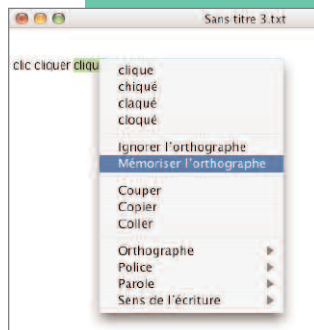 Sans titre 3.txt
clic cliquer cliqu
clique
chiqué
claqué
cloqué
Ignorer l'orthographe
Mémoriser l'orthographe
Couper
Copier
Coller
Orthographe
Police
Parole
Sens de l'écriture